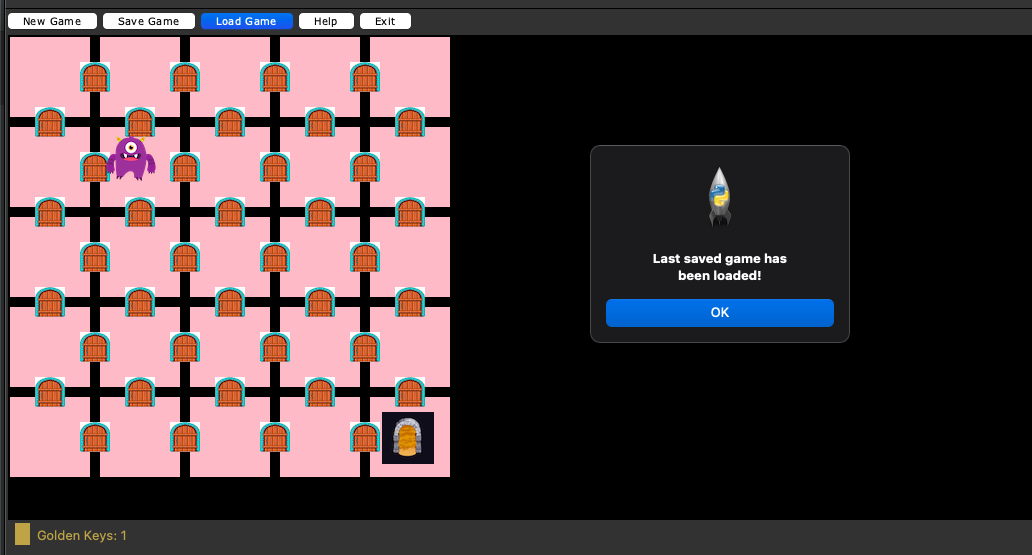 New Game Save Game Load Game Help Exit
Last saved game has
been loaded!
OK
Golden Keys: 1